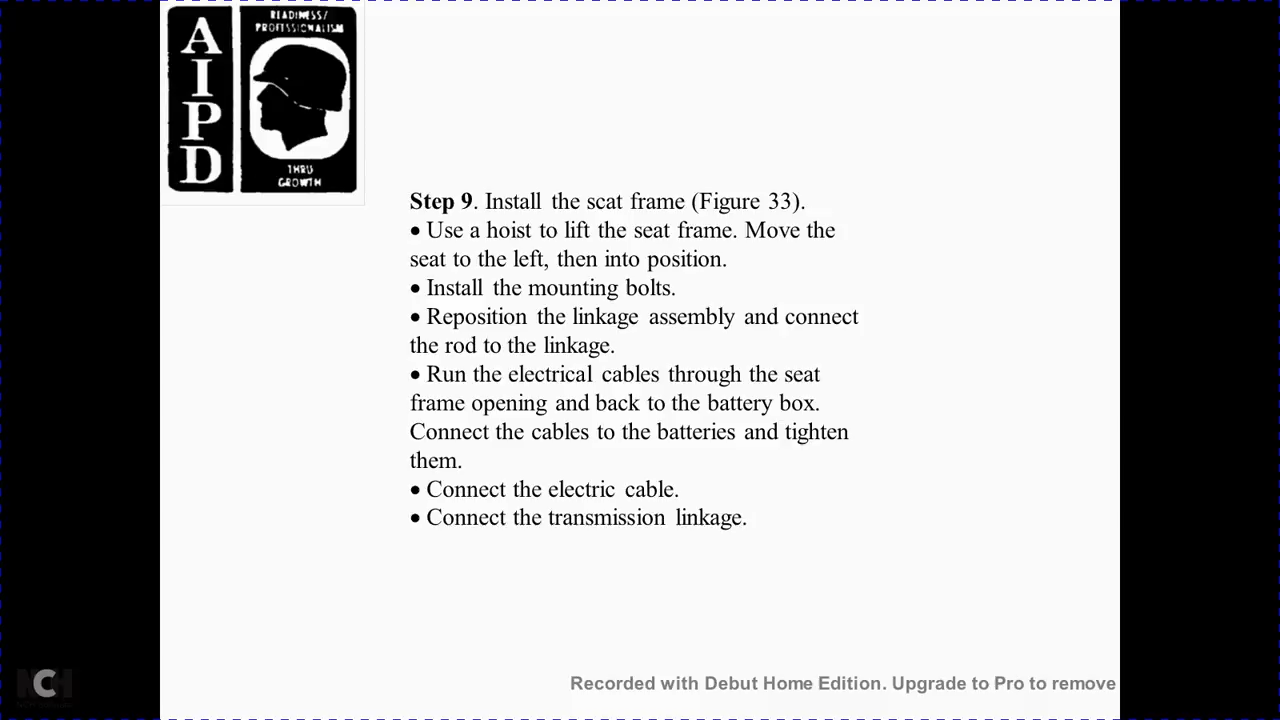 READINESS/
PROFESSIONALISM
AIPD
THRU
GROWTH
Step 9. Install the scat frame (Figure 33).
• Use a hoist to lift the seat frame. Move the
seat to the left, then into position.
• Install the mounting bolts.
• Reposition the linkage assembly and connect
the rod to the linkage.
• Run the electrical cables through the seat
frame opening and back to the battery box.
Connect the cables to the batteries and tighten
them.
• Connect the electric cable.
• Connect the transmission linkage.
NCH
Recorded with Debut Home Edition. Upgrade to Pro to remove